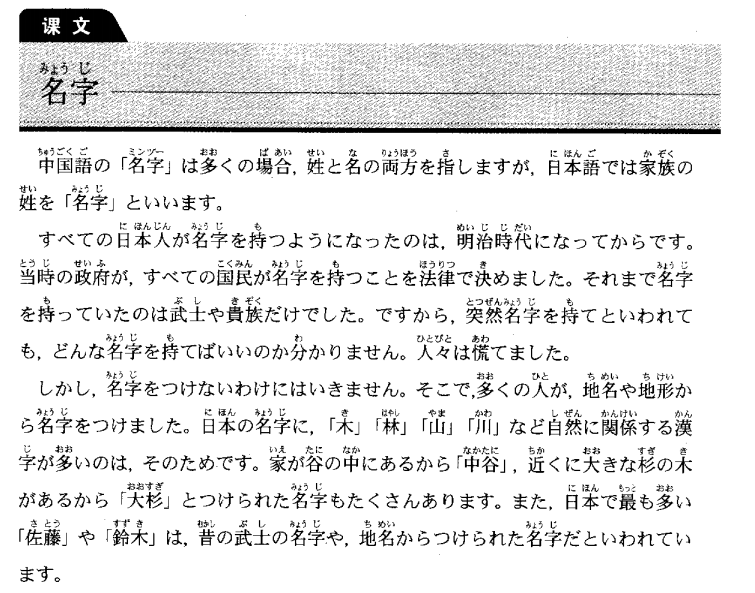 课文
名字
中国語の「名字」は多くの場合，姓と名の両方を指しますが，日本語では家族の
姓を「名字」といいます。
すべての日本人が名字を持つようになったのは，明治時代になってからです。
当時の政府が，すべての国民が名字を持つことを法律で決めました。それまで名字
を持っていたのは武士や貴族だけでした。ですから，突然名字を持てといわれて
も，どんな名字を持てばいいのか分かりません。人々は慌てました。
しかし，名字をつけないわけにはいきません。そこで，多くの人が，地名や地形か
ら名字をつけました。日本の名字に，「木」「林」「山」「川」など自然に関係する漢
字が多いのは，そのためです。家が谷の中にあるから「中谷」，近くに大きな杉の木
があるから「大杉」とつけられた名字もたくさんあります。また，日本で最も多い
「佐藤」や「鈴木」は，昔の武士の名字や，地名からつけられた名字だといわれてい
ます。